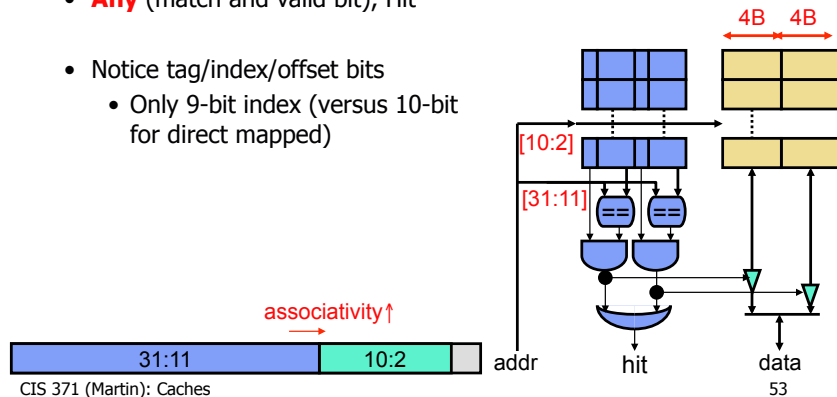 • Any (match and valid bit), Hit
• Notice tag/index/offset bits
• Only 9-bit index (versus 10-bit
for direct mapped)
4B 4B
[10:2]
[31:11]
== ==
associativity↑
31:11 10:2
addr hit data
CIS 371 (Martin): Caches 53